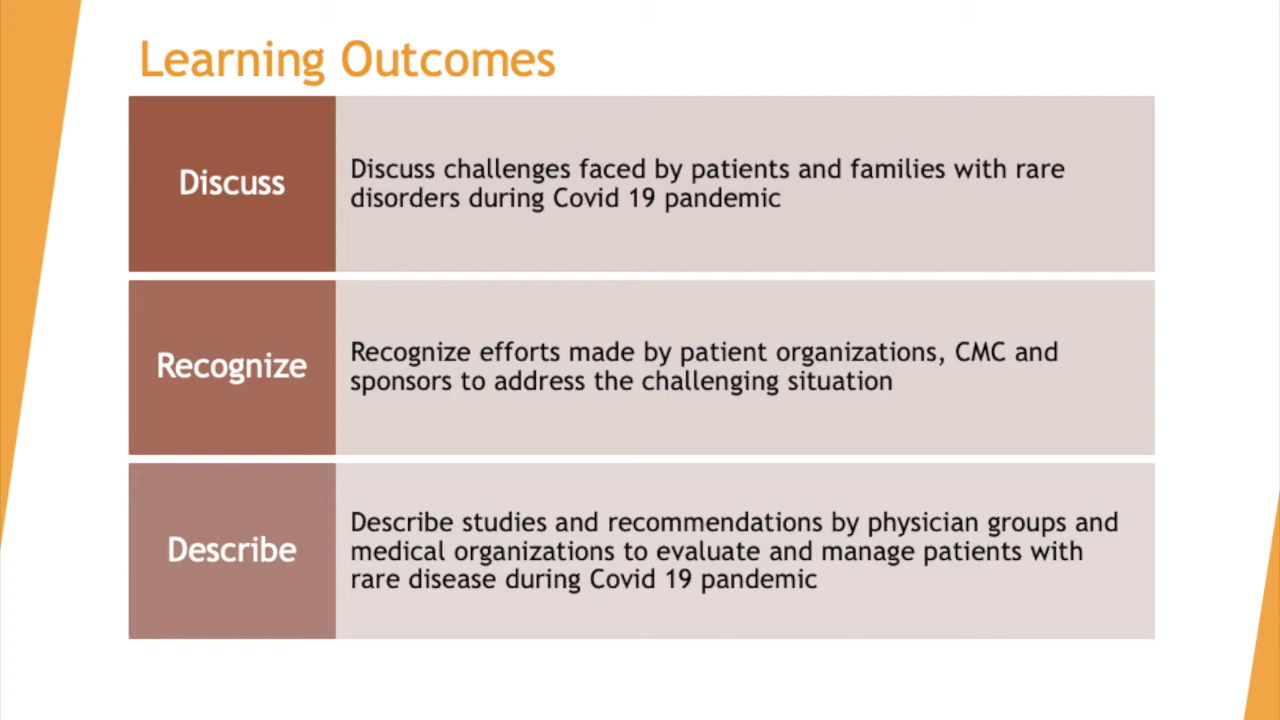 Learning Outcomes
Discuss
Discuss challenges faced by patients and families with rare
disorders during Covid 19 pandemic
Recognize
Recognize efforts made by patient organizations, CMC and
sponsors to address the challenging situation
Describe
Describe studies and recommendations by physician groups and
medical organizations to evaluate and manage patients with
rare disease during Covid 19 pandemic